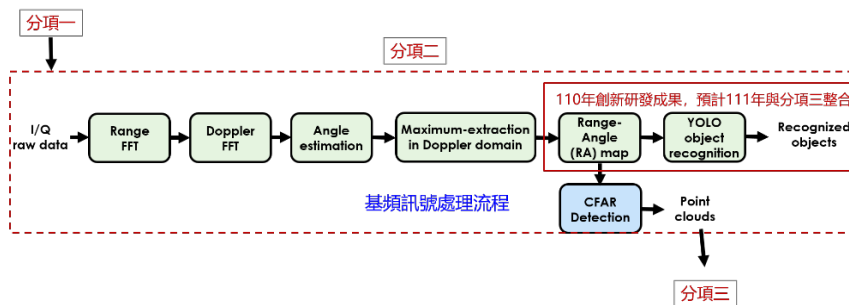 分項一
分項二
110年創新研發成果，預計111年與分項三整合
I/Q
raw data
Range
FFT
Doppler
FFT
Angle
estimation
Maximum-extraction
in Doppler domain
Range-
Angle
(RA) map
YOLO
object
recognition
Recognized
objects
基頻訊號處理流程
CFAR
Detection
Point
clouds
分項三